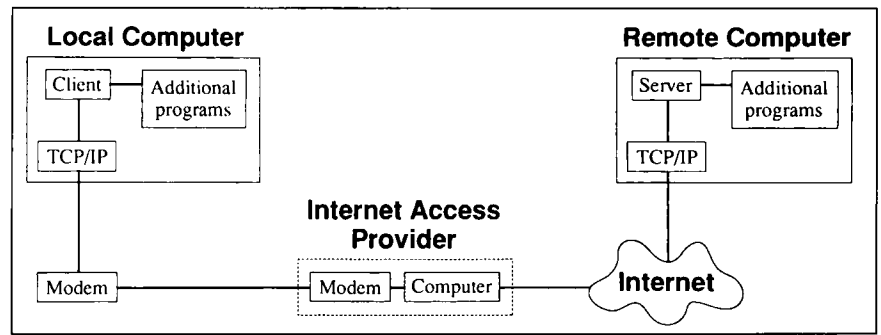 Local Computer
Client
Additional
programs
TCP/IP
Modem
Internet Access
Provider
Modem
Computer
Remote Computer
Server
Additional
programs
TCP/IP
Internet